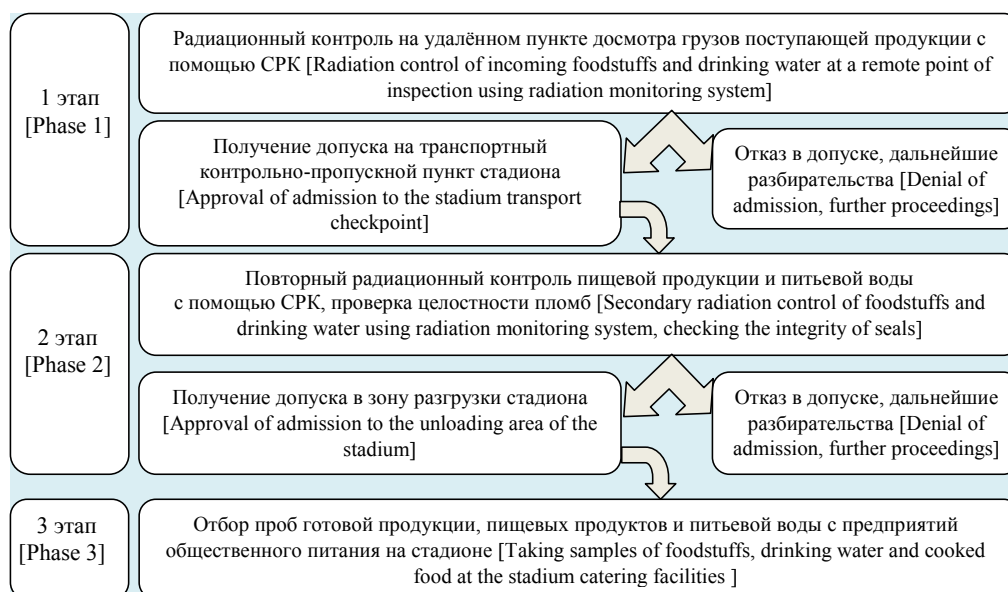 1 этап
[Phase 1]
Радиационный контроль на удалённом пункте досмотра грузов поступающей продукции с
помощью СРК [Radiation control of incoming foodstuffs and drinking water at a remote point of
inspection using radiation monitoring system]
Получение допуска на транспортный
контрольно-пропускной пункт стадиона
[Approval of admission to the stadium transport
checkpoint]
Отказ в допуске, дальнейшие
разбирательства [Denial of
admission, further proceedings]
2 этап
[Phase 2]
Повторный радиационный контроль пищевой продукции и питьевой воды
с помощью СРК, проверка целостности пломб [Secondary radiation control of foodstuffs and
drinking water using radiation monitoring system, checking the integrity of seals]
Получение допуска в зону разгрузки стадиона
[Approval of admission to the unloading area of the
stadium]
Отказ в допуске, дальнейшие
разбирательства [Denial of
admission, further proceedings]
3 этап
[Phase 3]
Отбор проб готовой продукции, пищевых продуктов и питьевой воды с предприятий
общественного питания на стадионе [Taking samples of foodstuffs, drinking water and cooked
food at the stadium catering facilities ]